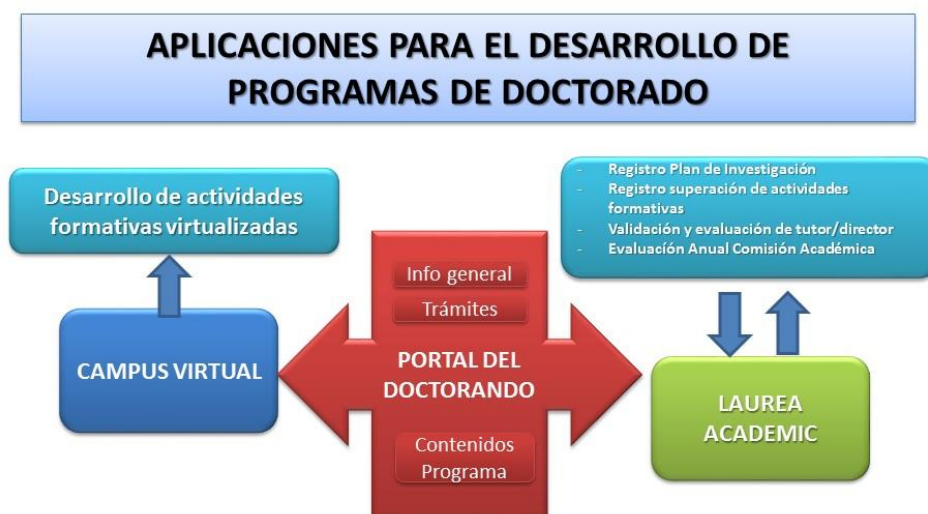 APLICACIONES PARA EL DESARROLLO DE
PROGRAMAS DE DOCTORADO
Desarrollo de actividades
formativas virtualizadas
- Registro Plan de Investigación
- Registro superación de actividades
formativas
- Validación y evaluación de tutor/director
- Evaluación Anual Comisión Académica
Info general
Trámites
CAMPUS VIRTUAL
PORTAL DEL
DOCTORANDO
LAUREA
ACADEMIC
Contenidos
Programa